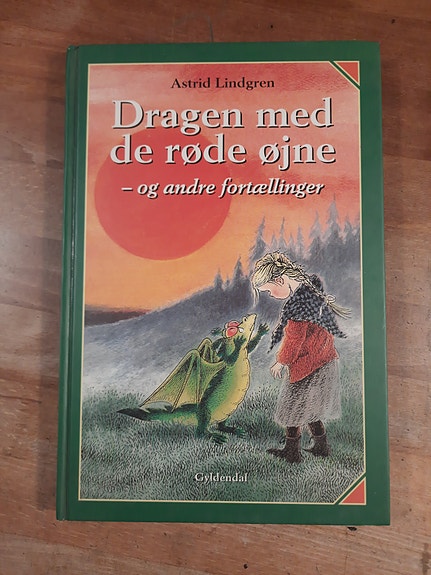 Astrid Lindgren
Dragen med
de røde øjne
– og andre fortællinger
Gyldendal